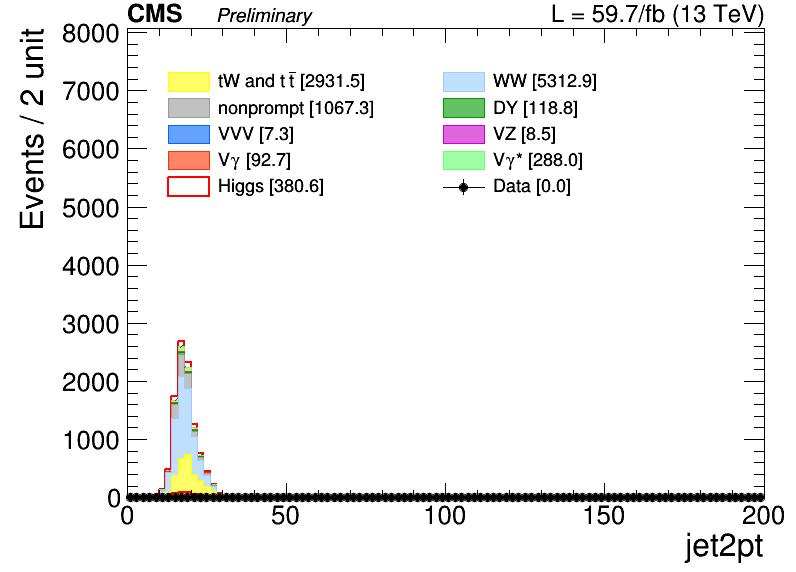 CMS Preliminary L = 59.7/fb (13 TeV)
Events / 2 unit
8000
7000
6000
5000
4000
3000
2000
1000
0
tW and t t̅ [2931.5] WW [5312.9]
nonprompt [1067.3] DY [118.8]
VVV [7.3] VZ [8.5]
Vγ [92.7] Vγ* [288.0]
Higgs [380.6] Data [0.0]
0 50 100 150 200
jet2pt